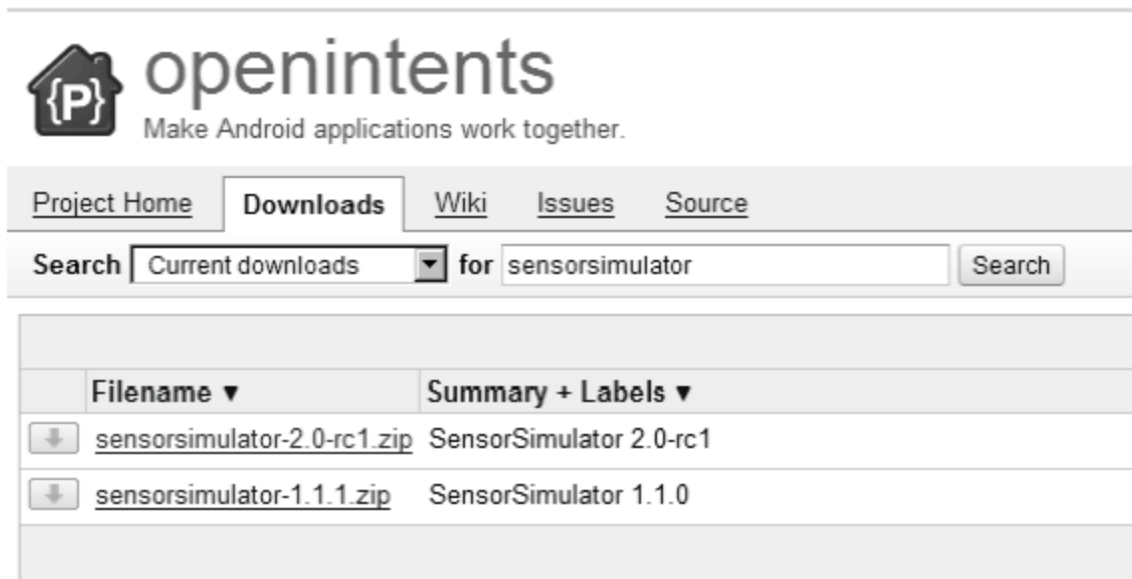 {P}
openintents
Make Android applications work together.
Project Home Downloads Wiki Issues Source
Search Current downloads for sensorsimulator Search
Filename ▼ Summary + Labels ▼
sensorsimulator-2.0-rc1.zip SensorSimulator 2.0-rc1
sensorsimulator-1.1.1.zip SensorSimulator 1.1.0